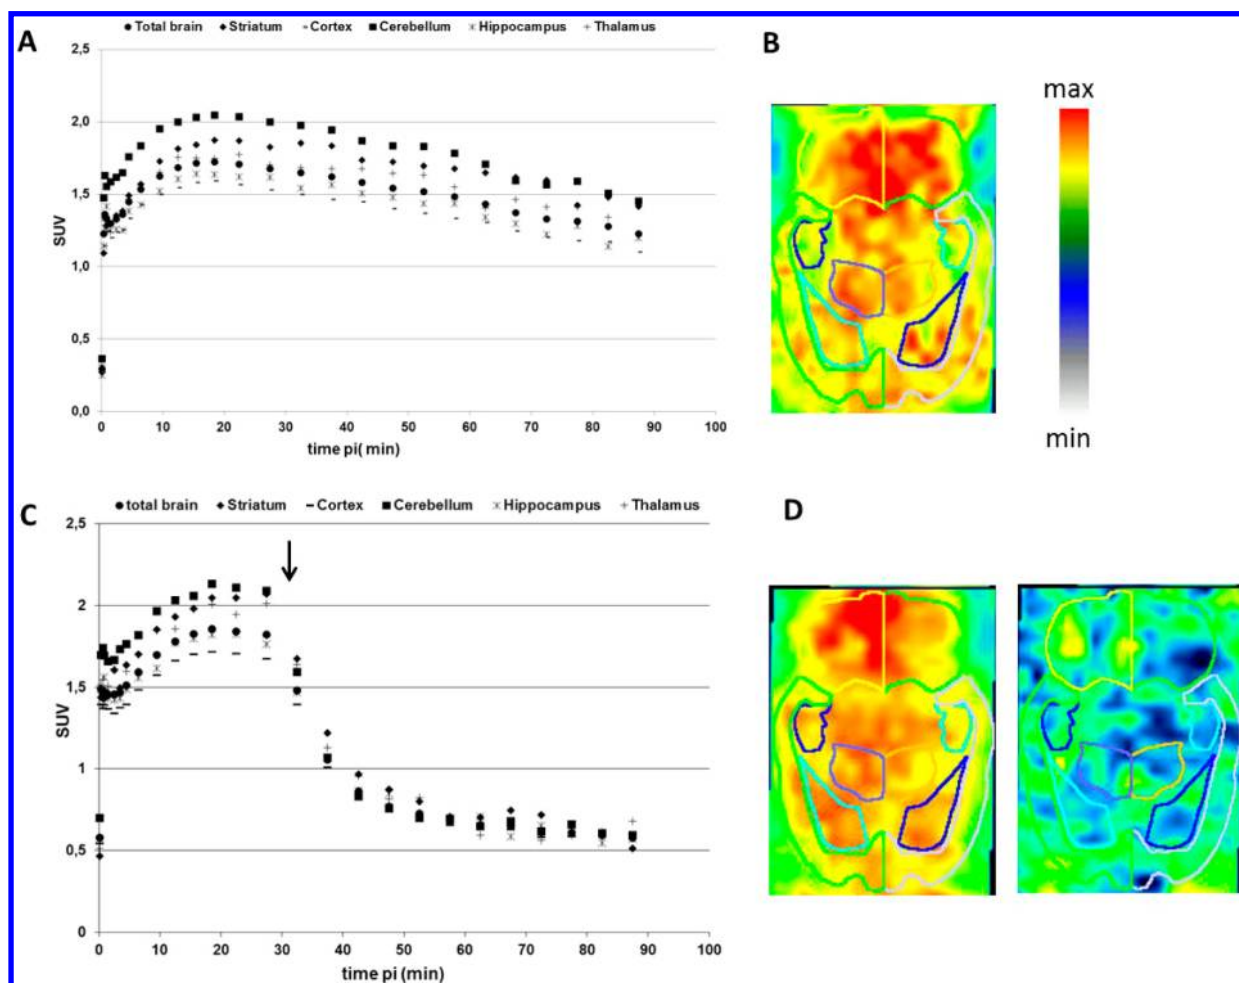 A
Total brain Striatum Cortex Cerebellum Hippocampus Thalamus
2,5
2,0
1,5
1,0
0,5
0,0
SUV
0 10 20 30 40 50 60 70 80 90 100
time pi( min)
B
max
min
C
total brain Striatum Cortex Cerebellum Hippocampus Thalamus
2,5
2
1,5
1
0,5
0
SUV
0 10 20 30 40 50 60 70 80 90 100
time pi (min)
D